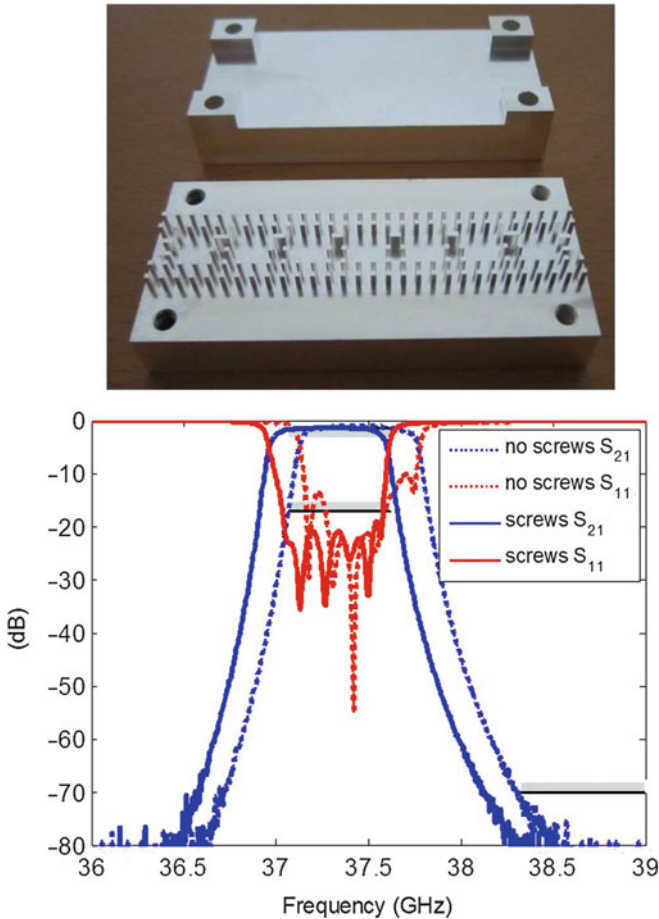 0
−10
−20
−30
−40
−50
−60
−70
−80
(dB)
no screws S21
no screws S11
screws S21
screws S11
36
36.5
37
37.5
38
38.5
39
Frequency (GHz)